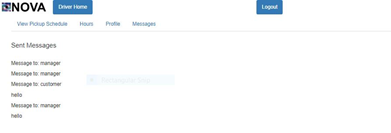 NOVA Driver Home Logout
View Pickup Schedule Hours Profile Messages
Sent Messages
Message to: manager
Message to: manager
Message to: customer
hello
Message to: manager
hello